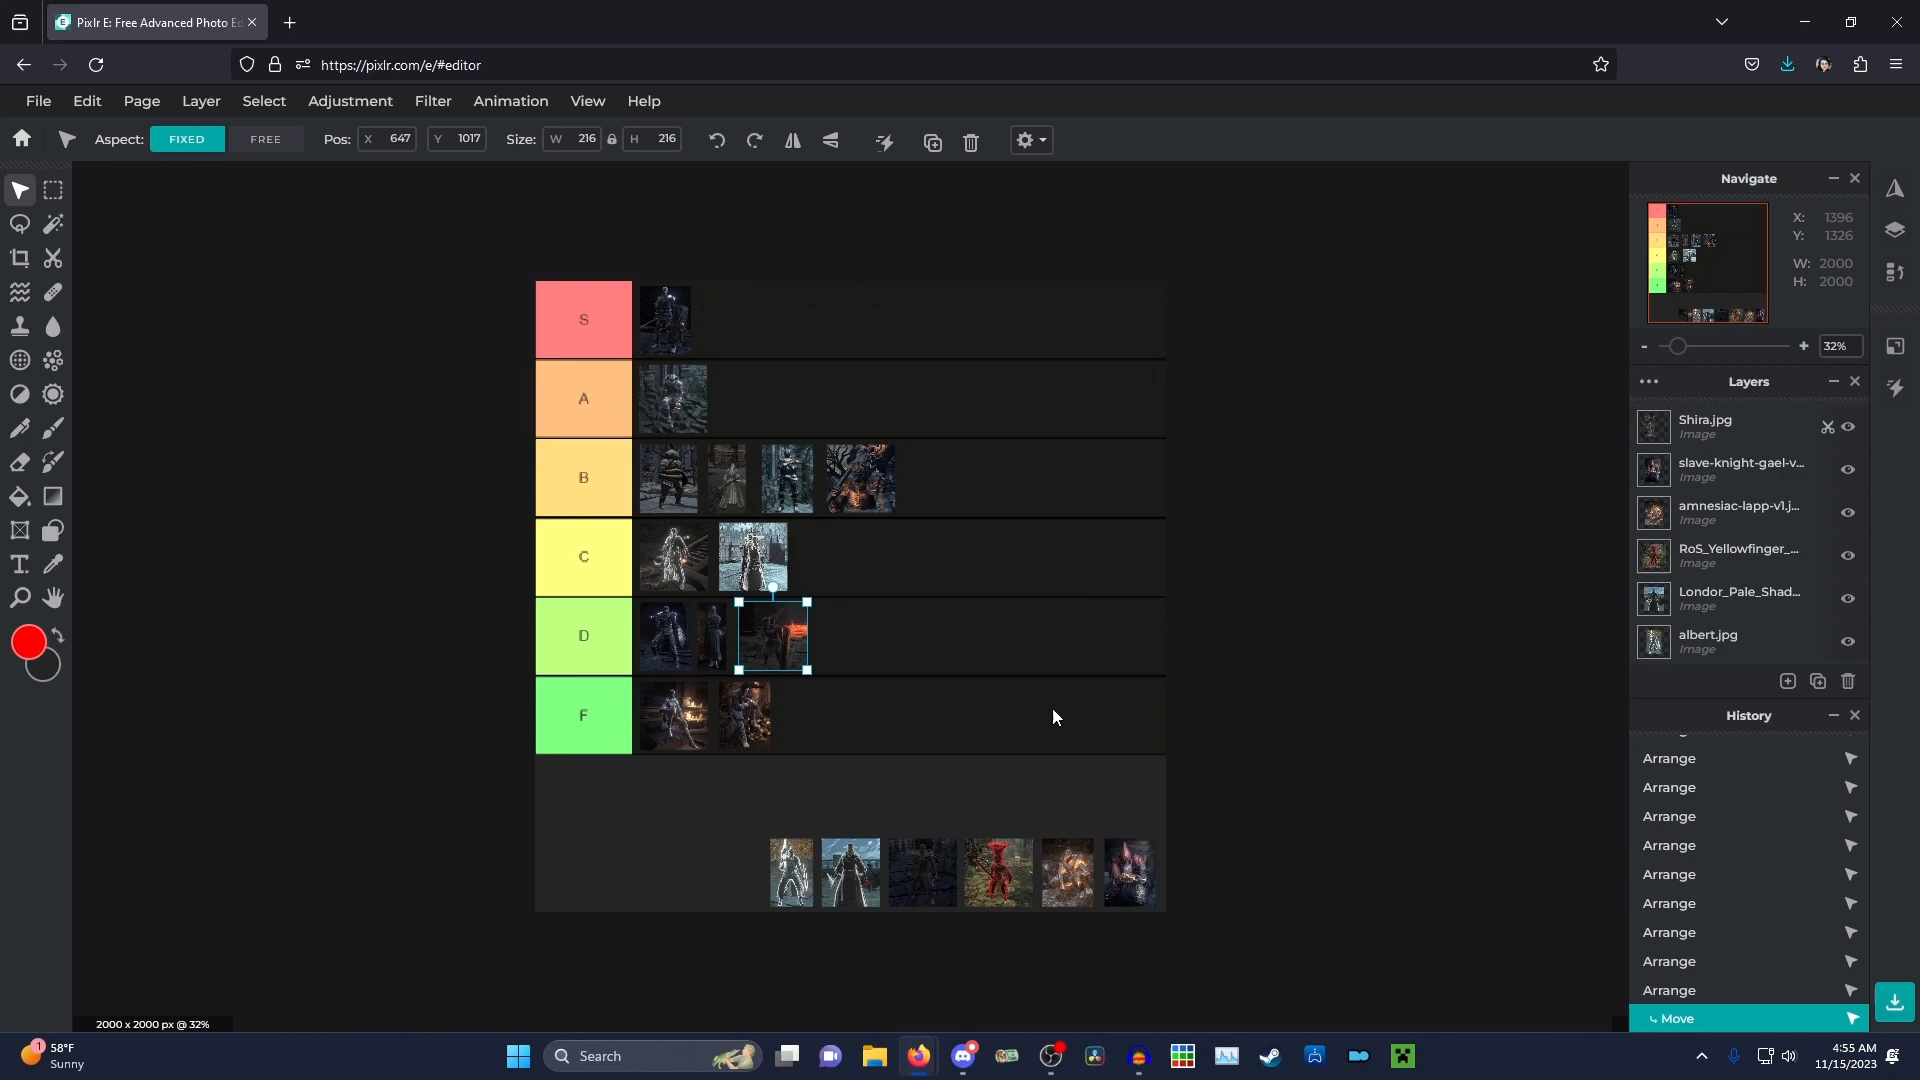 Pixlr E: Free Advanced Photo Ed
https://pixlr.com/e/#editor
File Edit Page Layer Select Adjustment Filter Animation View Help
Aspect: FIXED FREE Pos: X 647 Y 1017 Size: W 216 H 216
Navigate
X: 1396
Y: 1326
W: 2000
H: 2000
- + 32%
Layers
Shira.jpg
Image
slave-knight-gael-v...
Image
amnesiac-lapp-v1.j...
Image
RoS_Yellowfinger_...
Image
Londor_Pale_Shad...
Image
albert.jpg
Image
History
Arrange
Arrange
Arrange
Arrange
Arrange
Arrange
Arrange
Arrange
Arrange
Move
S
A
B
C
D
F
2000 x 2000 px @ 32%
1
58°F
Sunny
Search
4:55 AM
11/15/2023